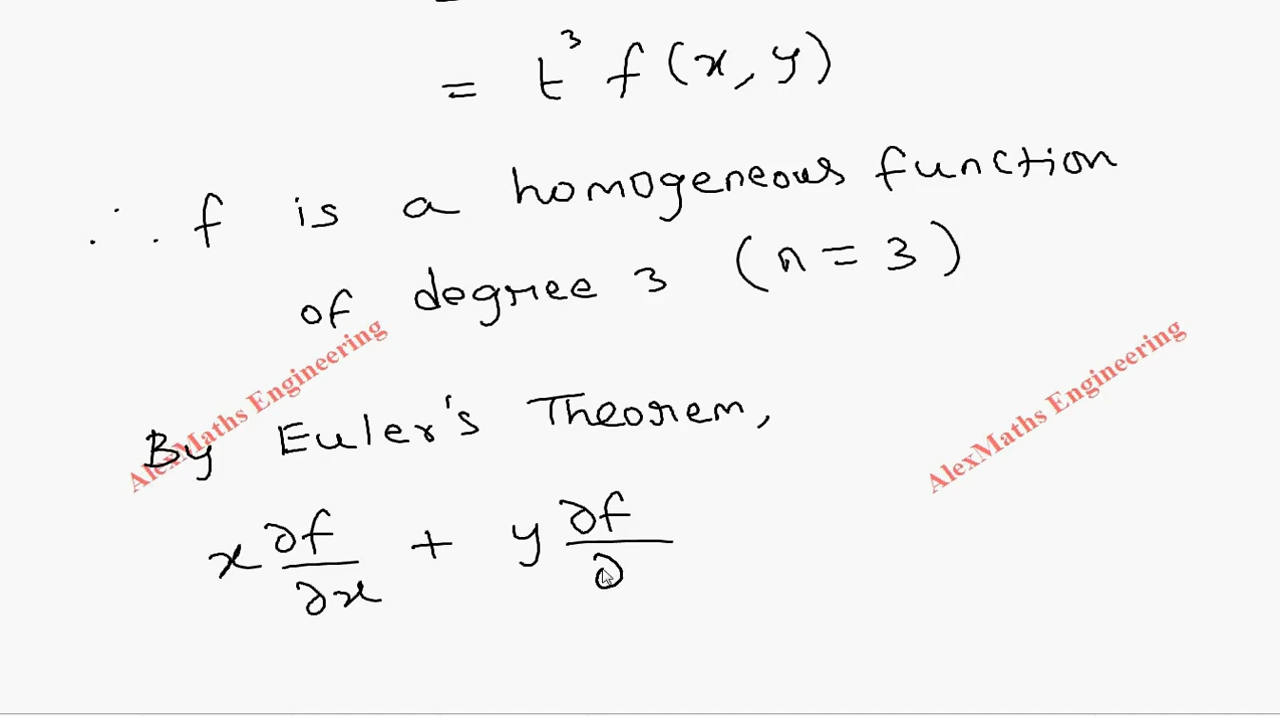 = t³ f(x, y)
∴ f is a homogeneous function
of degree 3 (n = 3)
AlexMaths Engineering
AlexMaths Engineering
By Euler's Theorem,
x ∂f/∂x + y ∂f/∂